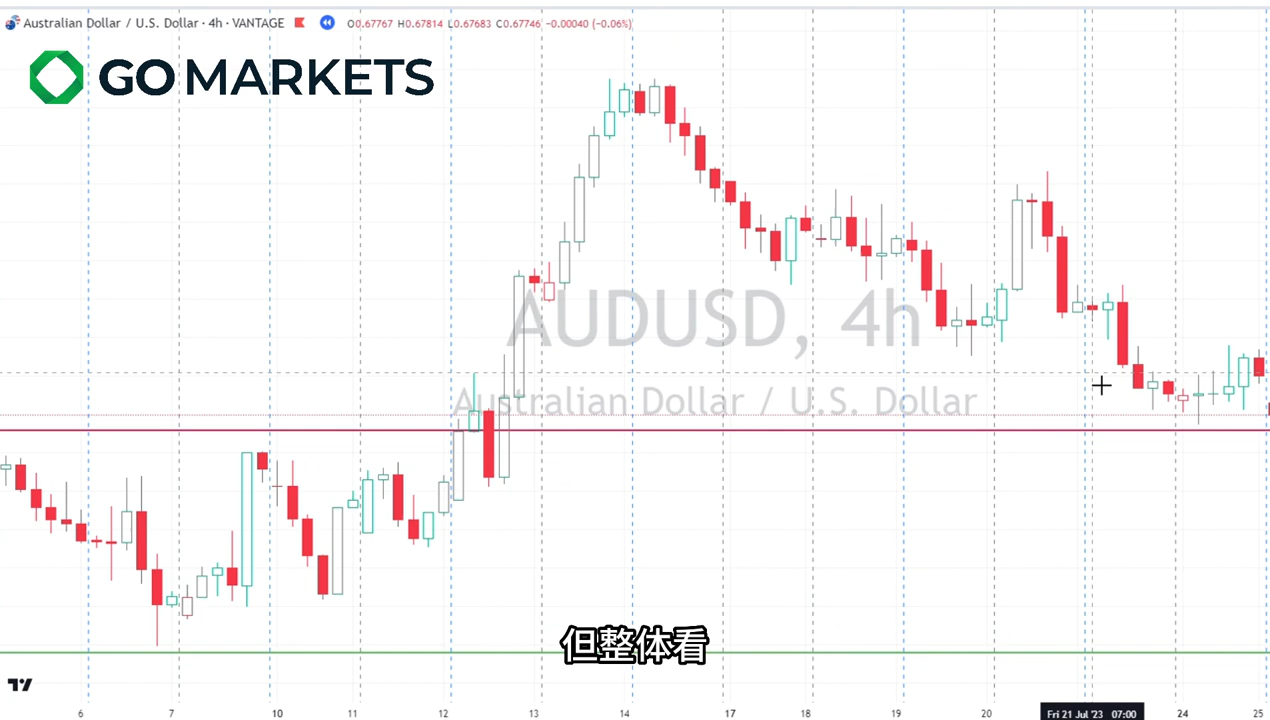 Australian Dollar / U.S. Dollar · 4h · VANTAGE O0.67767 H0.67814 L0.67683 C0.67746 −0.00040 (−0.06%)
GO MARKETS
AUDUSD, 4h
Australian Dollar / U.S. Dollar
但整体看
6 7 10 11 12 13 14 17 18 19 20 Fri 21 Jul '23 07:00 24 25